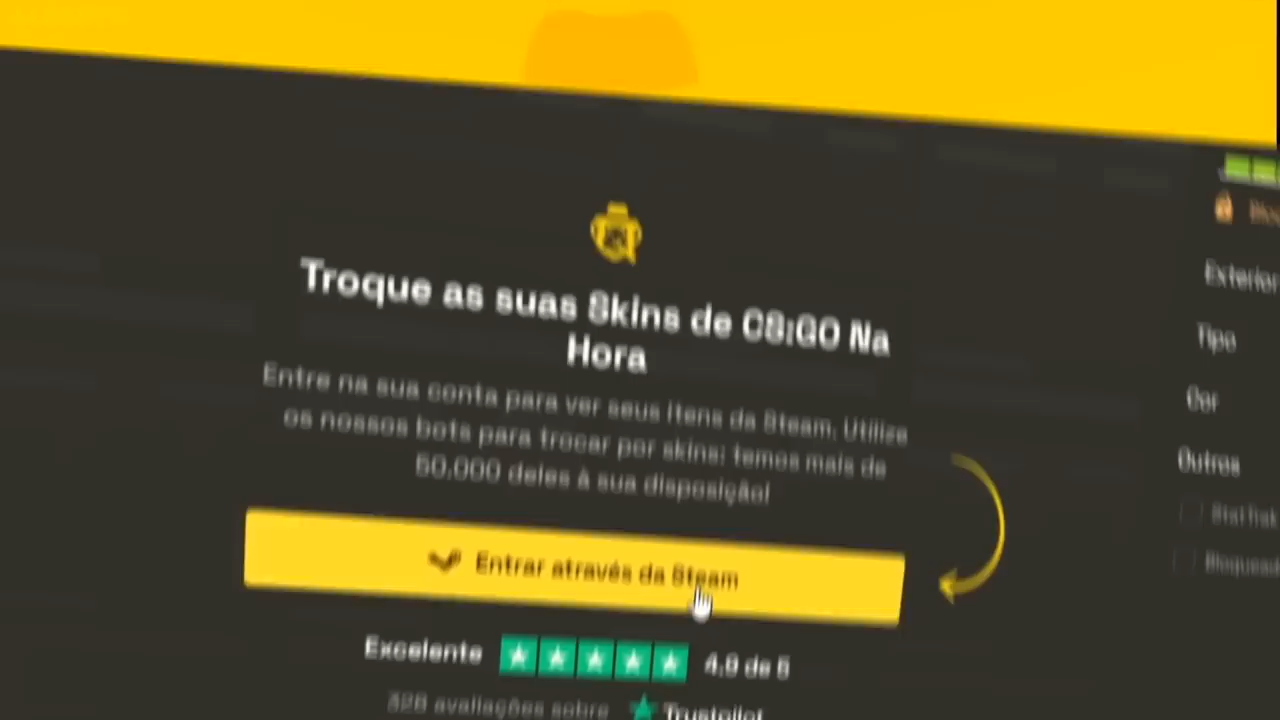 Troque as suas Skins de CS:GO Na
Hora
Entre na sua conta para ver seus itens da Steam. Utilize
os nossos bots para trocar por skins: temos mais de
50.000 deles à sua disposição!
Entrar através da Steam
Excelente
4.9 de 5
328 avaliações sobre
Trustpilot
Exterior
Tipo
Cor
Outros
StatTrak